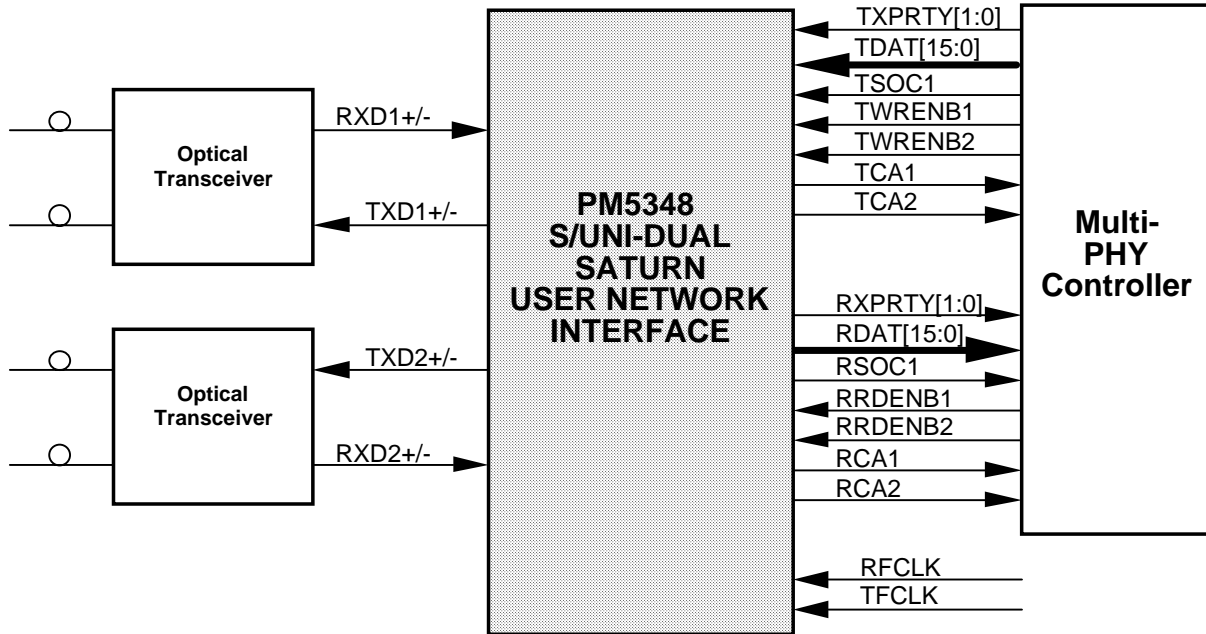 TXPRTY[1:0]
TDAT[15:0]
TSOC1
TWRENB1
TWRENB2
TCA1
TCA2
RXD1+/-
Optical
Transceiver
TXD1+/-
PM5348
S/UNI-DUAL
SATURN
USER NETWORK
INTERFACE
Multi-
PHY
Controller
RXPRTY[1:0]
RDAT[15:0]
RSOC1
RRDENB1
RRDENB2
RCA1
RCA2
TXD2+/-
Optical
Transceiver
RXD2+/-
RFCLK
TFCLK